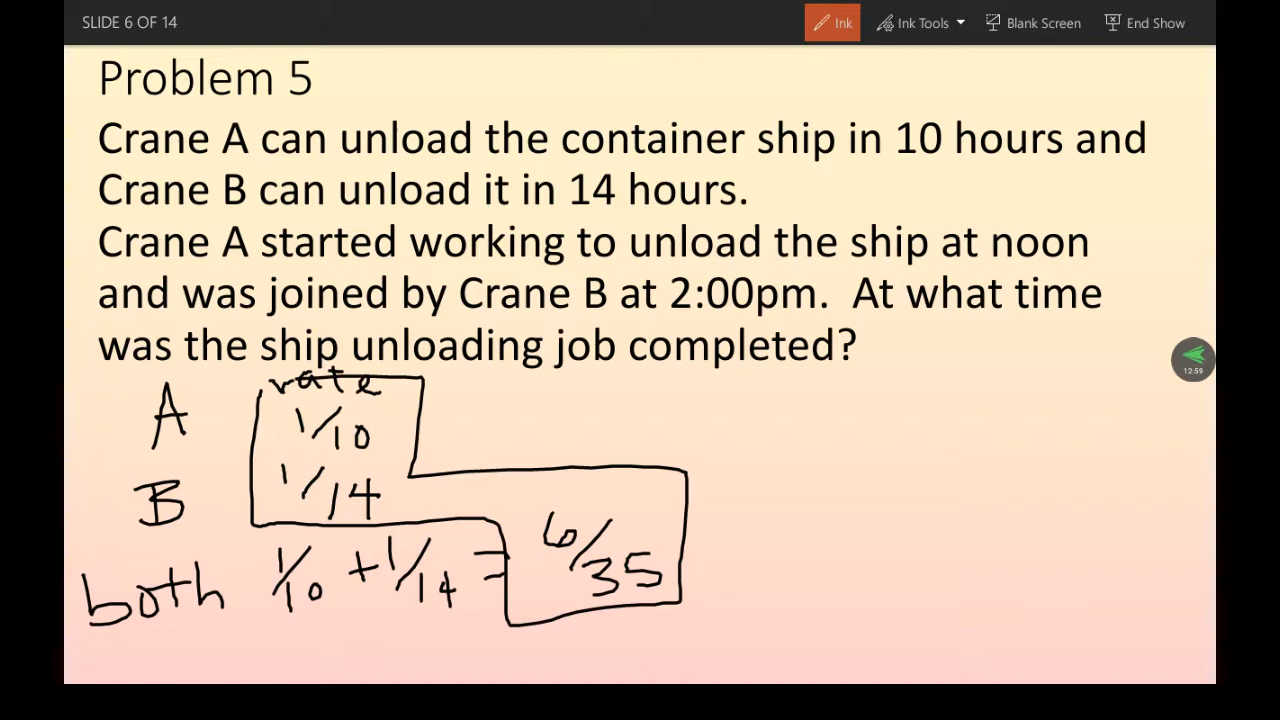 SLIDE 6 OF 14 Ink Ink Tools Blank Screen End Show
Problem 5
Crane A can unload the container ship in 10 hours and
Crane B can unload it in 14 hours.
Crane A started working to unload the ship at noon
and was joined by Crane B at 2:00pm. At what time
was the ship unloading job completed?
12:59
rate
A 1/10
B 1/14
both 1/10 + 1/14 = 6/35